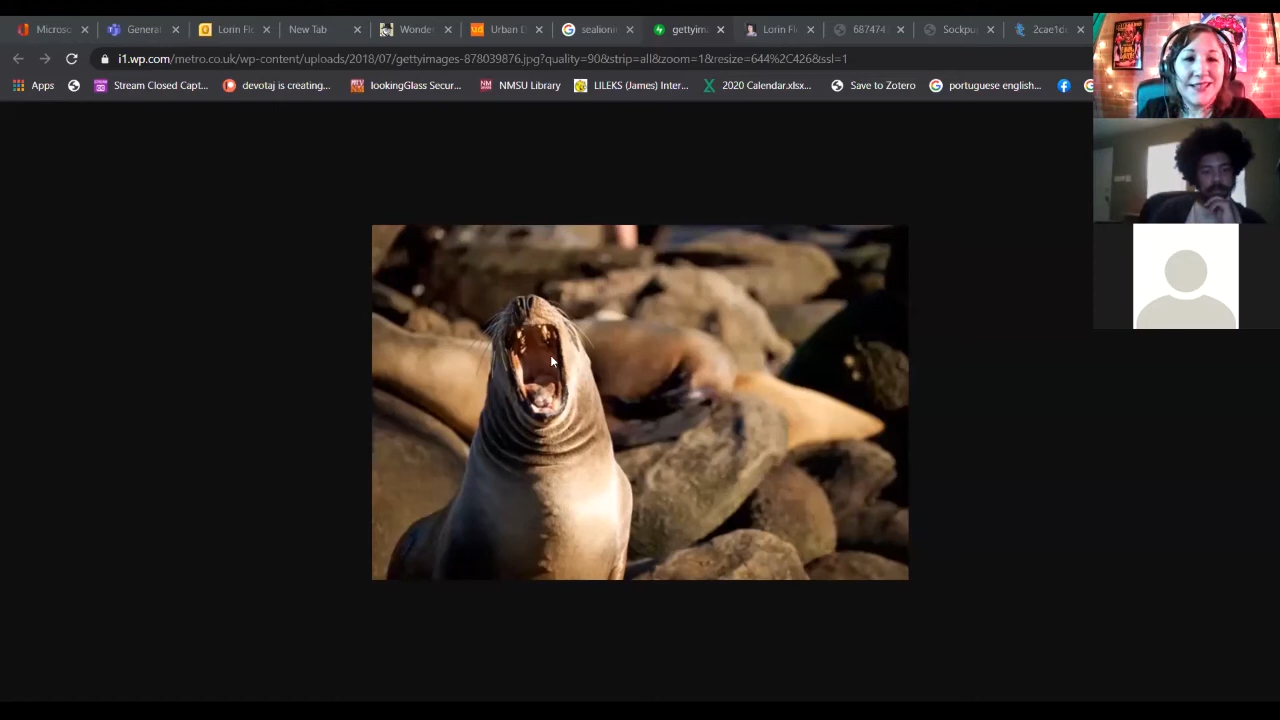 Microso Generat Lorin Flo New Tab Wonde Urban D sealioni gettyim Lorin Fl 687474 Sockpu 2cae1d
i1.wp.com/metro.co.uk/wp-content/uploads/2018/07/gettyimages-878039876.jpg?quality=90&strip=all&zoom=1&resize=644%2C426&ssl=1
Apps Stream Closed Capt... devotaj is creating... lookingGlass Secur... NMSU Library LILEKS (James) Inter... 2020 Calendar.xlsx... Save to Zotero portuguese english...